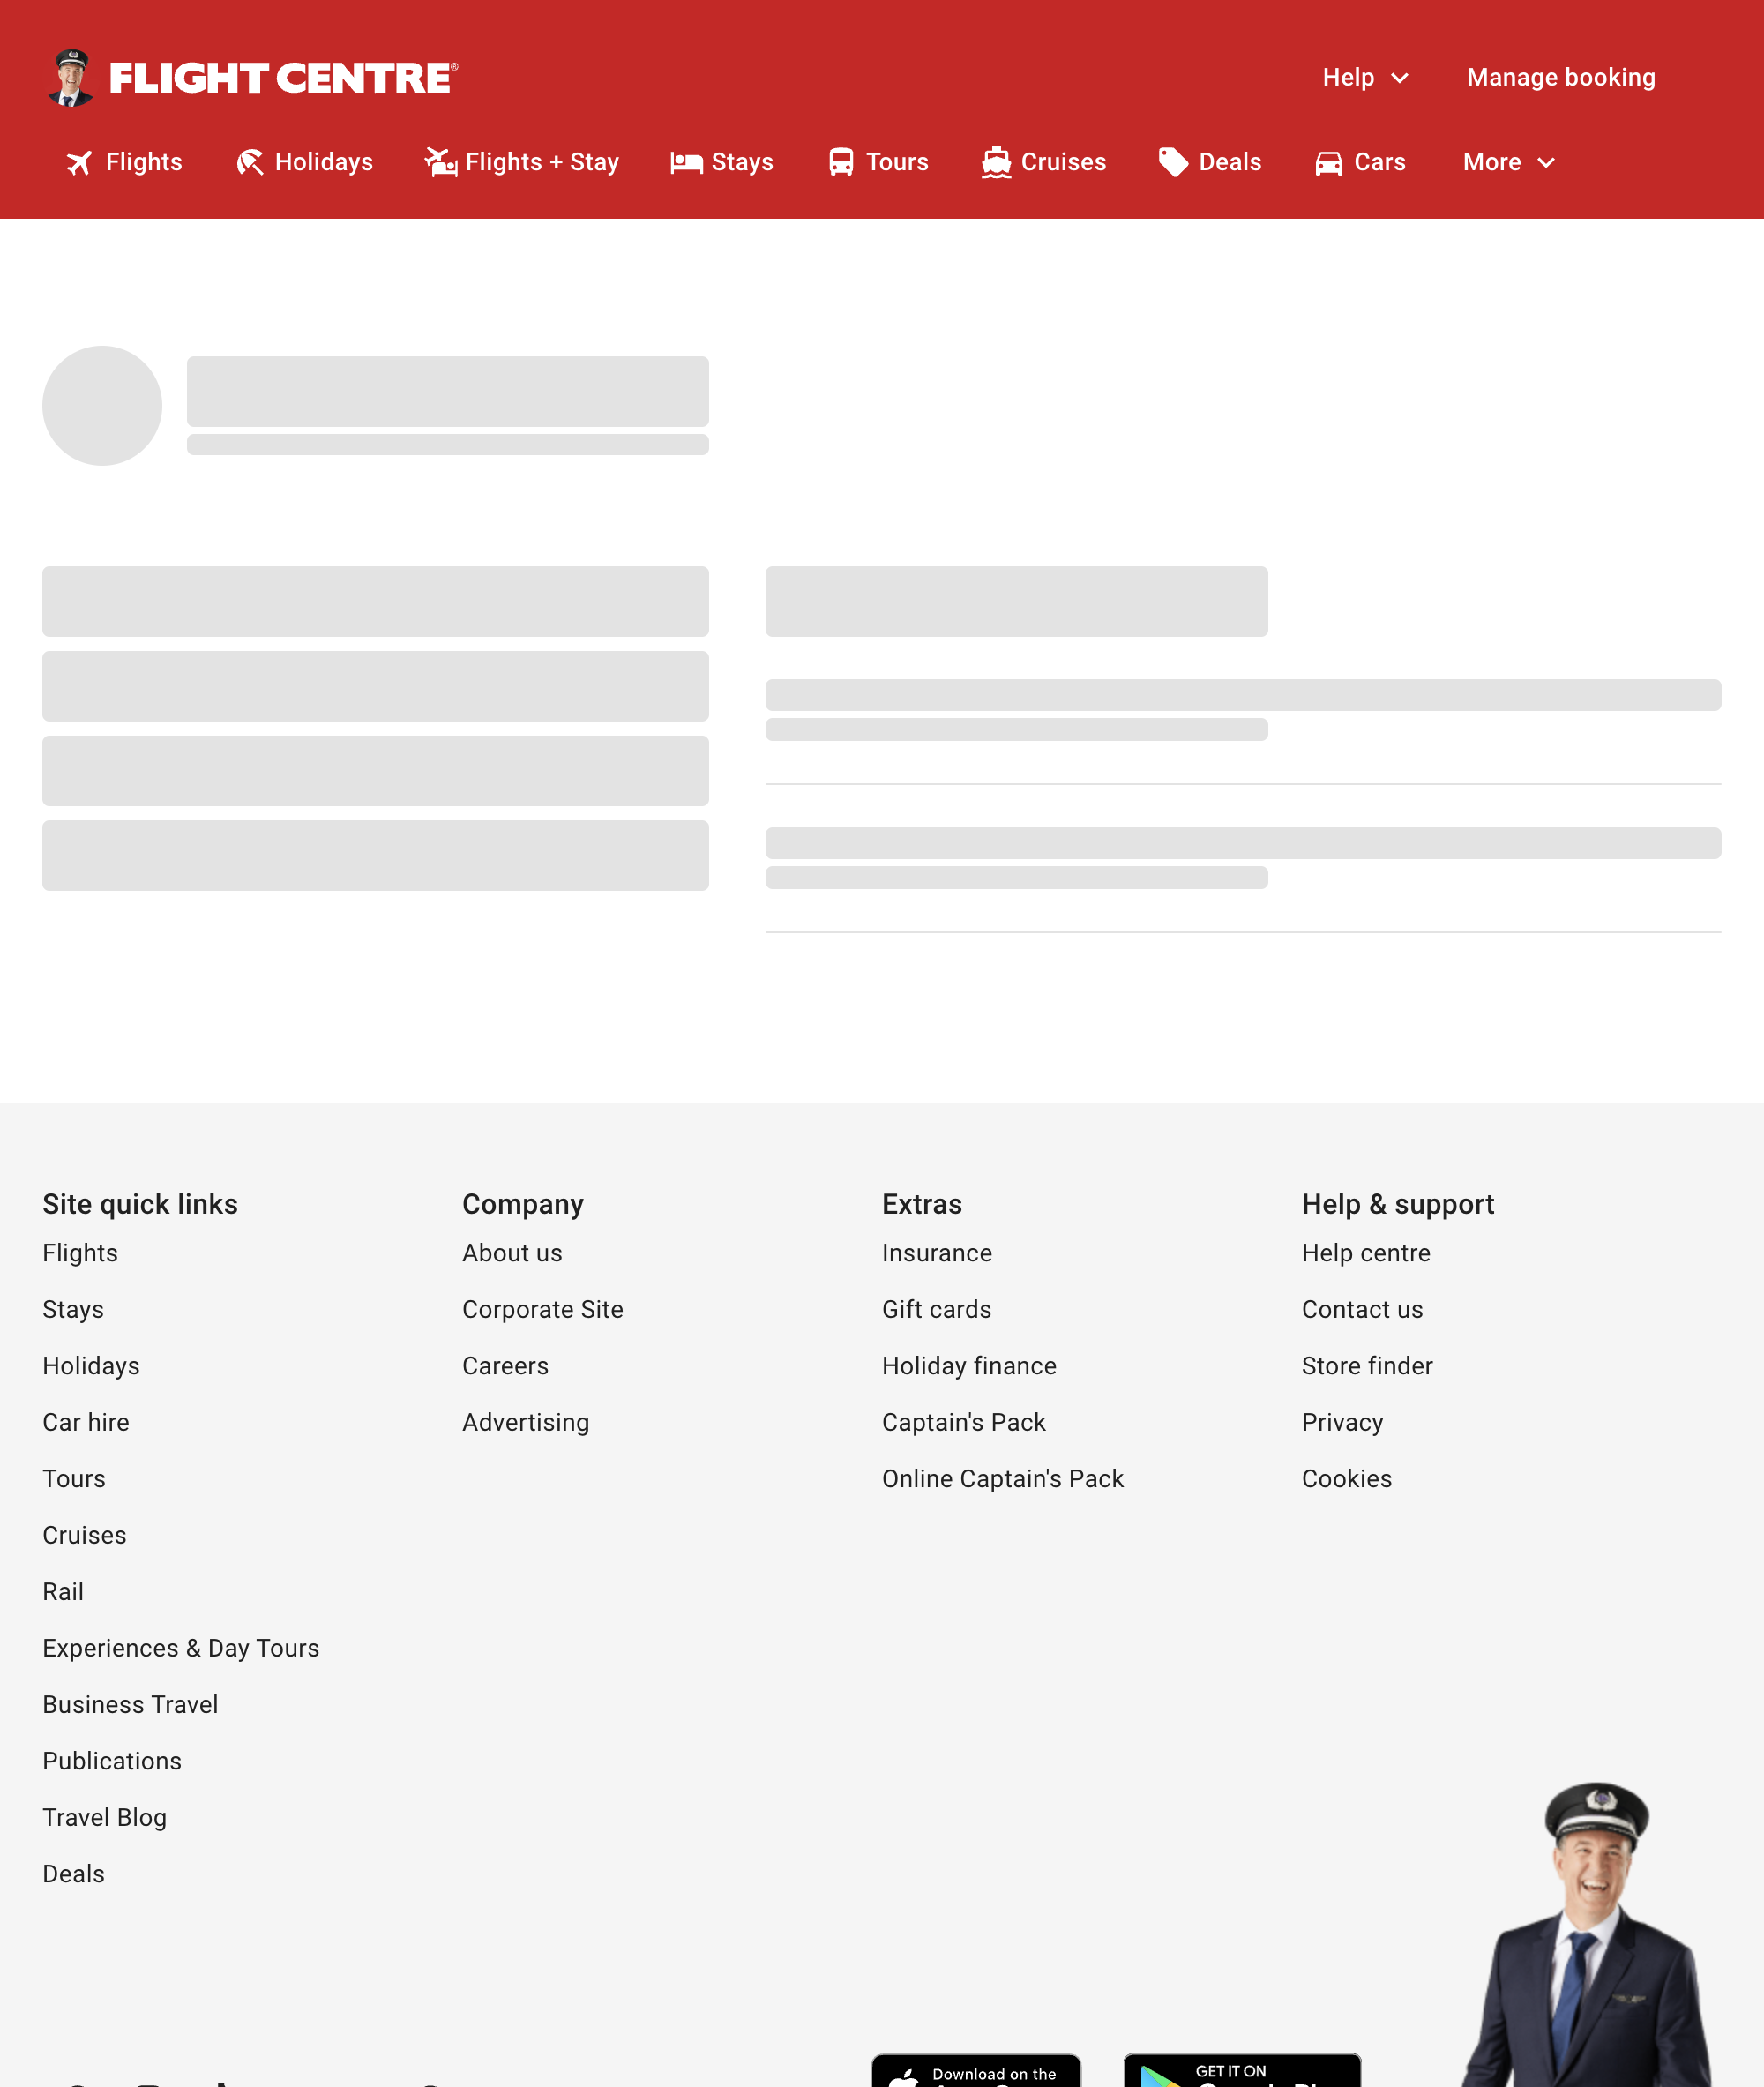 FLIGHT CENTRE®
Help
Manage booking
Flights
Holidays
Flights + Stay
Stays
Tours
Cruises
Deals
Cars
More
Site quick links
Flights
Stays
Holidays
Car hire
Tours
Cruises
Rail
Experiences & Day Tours
Business Travel
Publications
Travel Blog
Deals
Company
About us
Corporate Site
Careers
Advertising
Extras
Insurance
Gift cards
Holiday finance
Captain's Pack
Online Captain's Pack
Help & support
Help centre
Contact us
Store finder
Privacy
Cookies
Download on the
GET IT ON